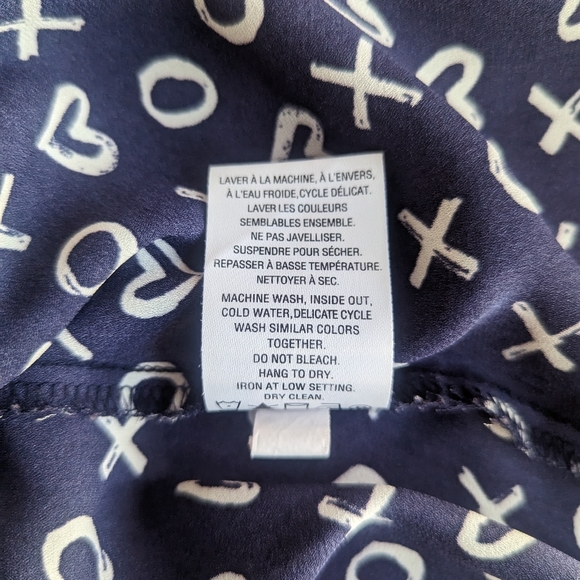 LAVER À LA MACHINE, À L'ENVERS,
À L'EAU FROIDE,CYCLE DÉLICAT.
LAVER LES COULEURS
SEMBLABLES ENSEMBLE.
NE PAS JAVELLISER.
SUSPENDRE POUR SÉCHER.
REPASSER À BASSE TEMPÉRATURE.
NETTOYER À SEC.
MACHINE WASH, INSIDE OUT,
COLD WATER,DELICATE CYCLE
WASH SIMILAR COLORS
TOGETHER.
DO NOT BLEACH.
HANG TO DRY.
IRON AT LOW SETTING.
DRY CLEAN.